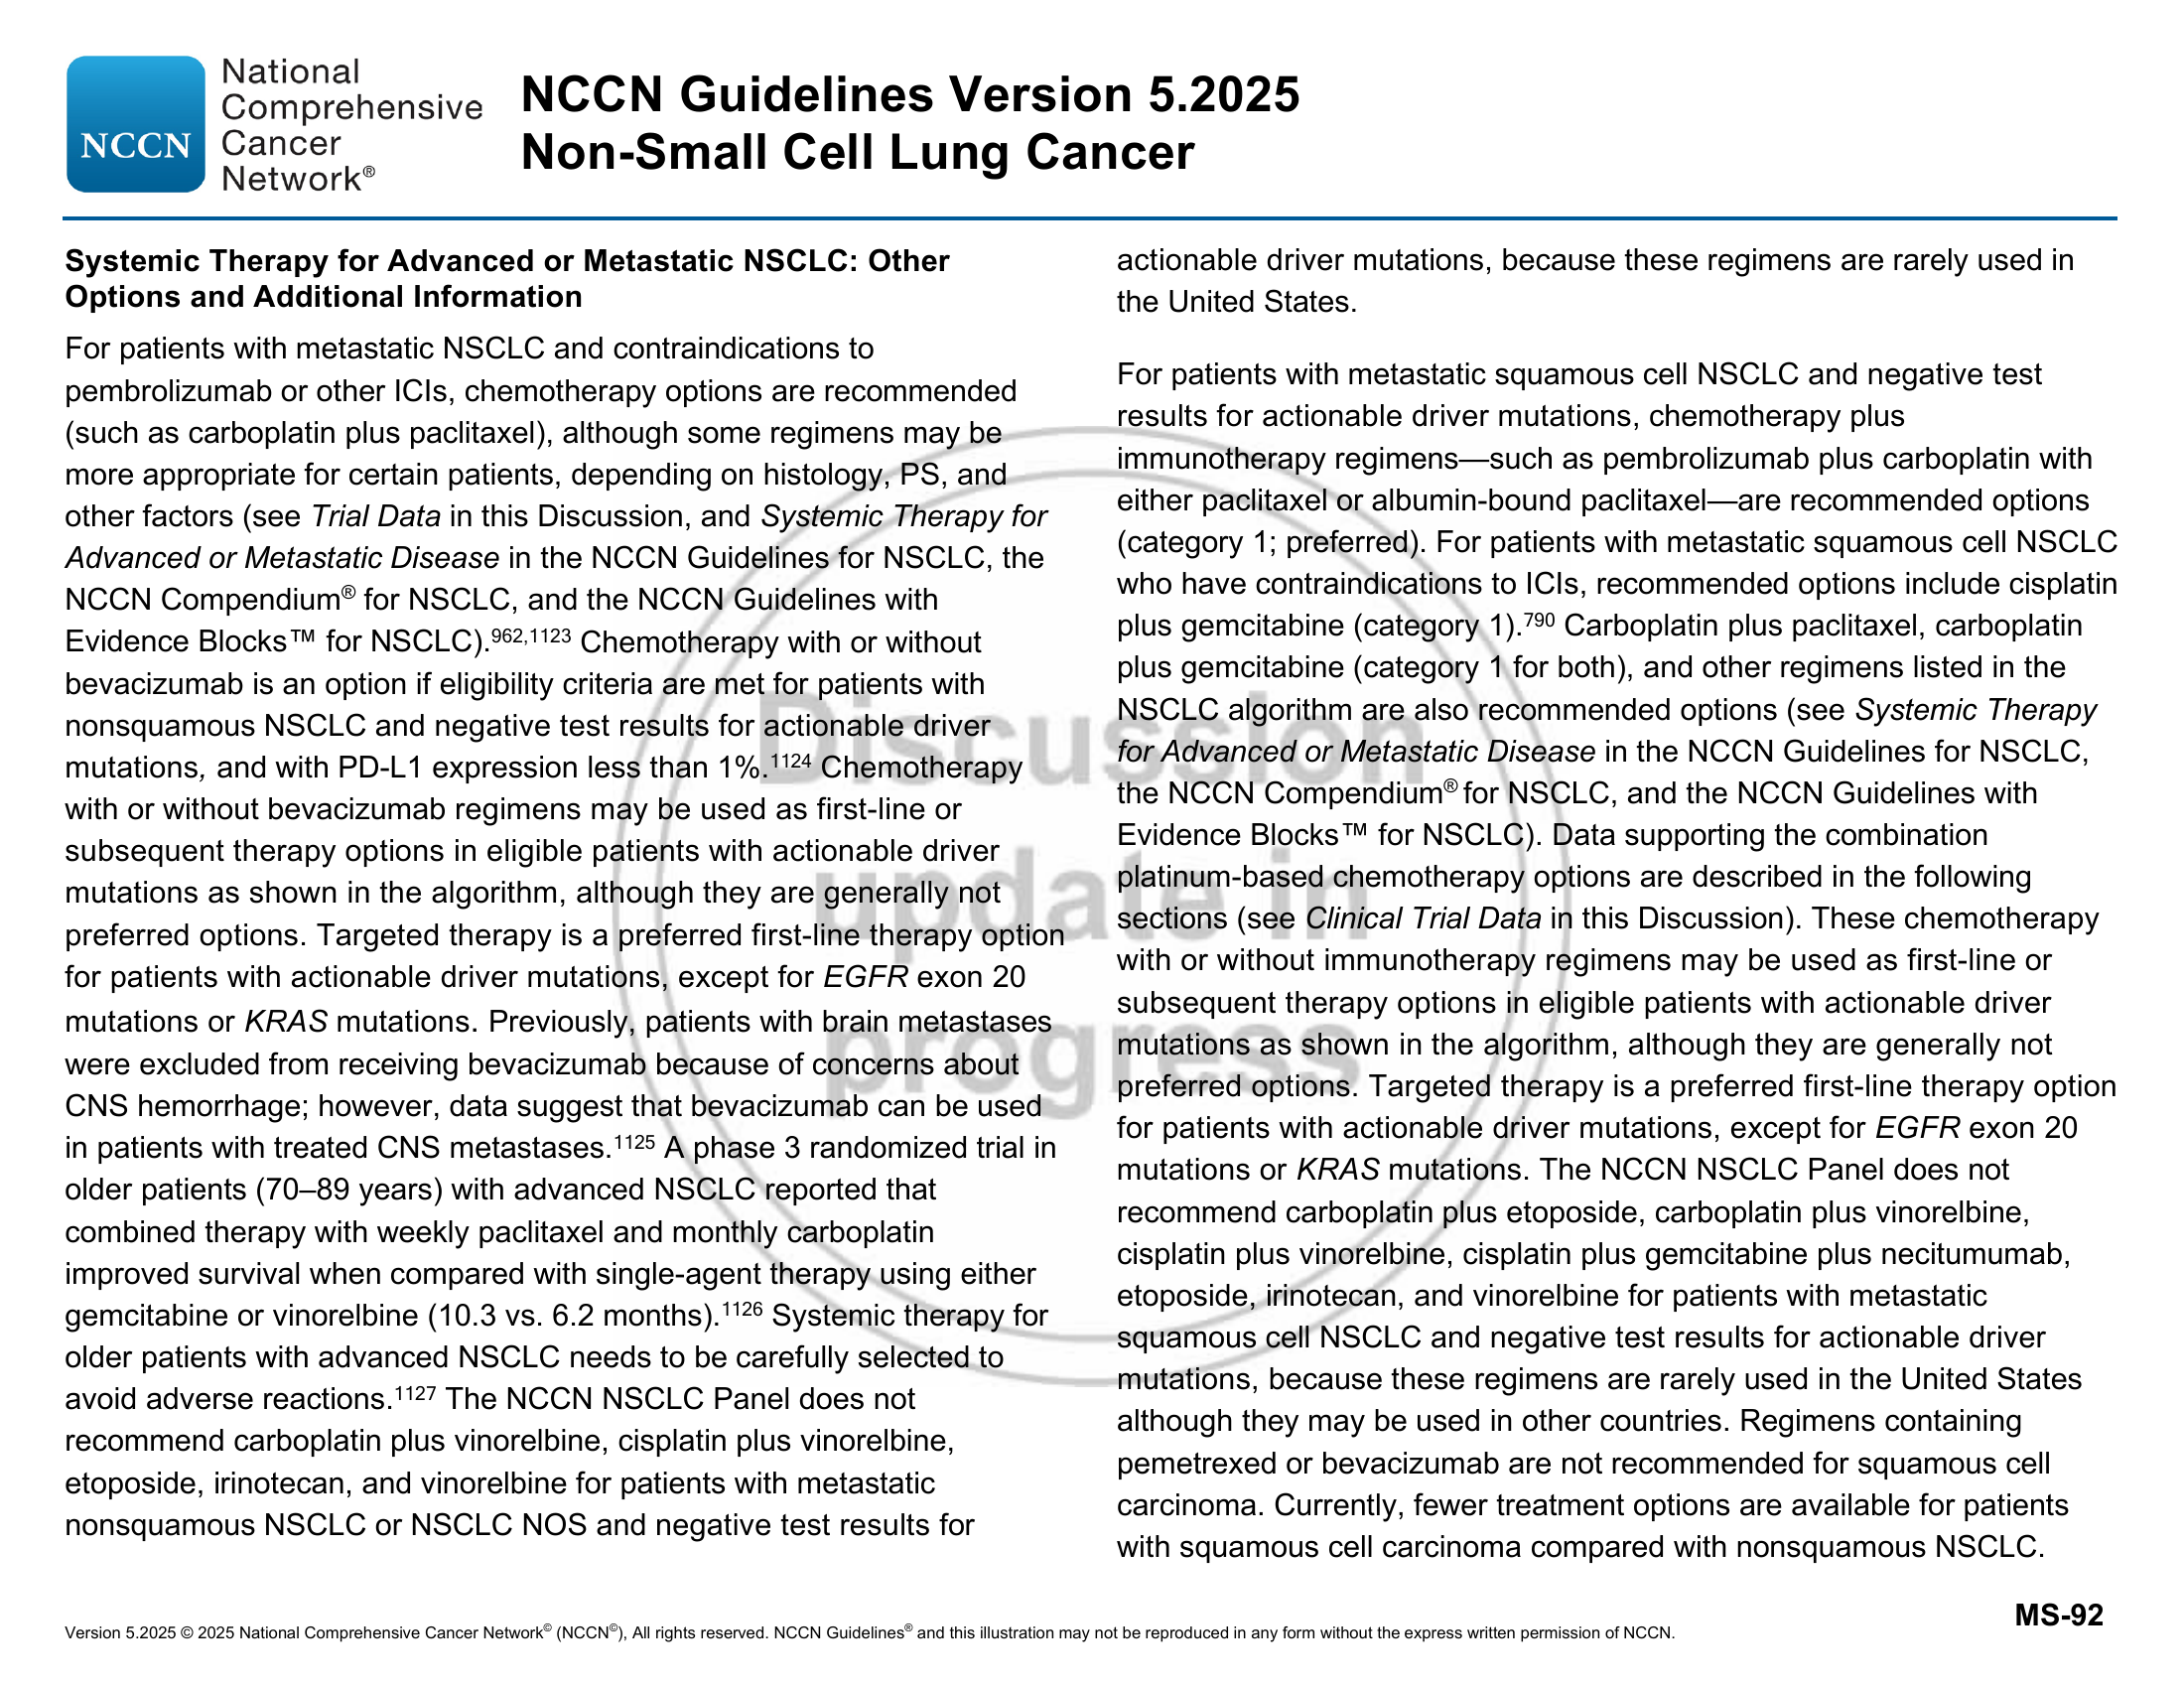 NCCN
National
Comprehensive
Cancer
Network®
NCCN Guidelines Version 5.2025
Non-Small Cell Lung Cancer
Systemic Therapy for Advanced or Metastatic NSCLC: Other
Options and Additional Information
For patients with metastatic NSCLC and contraindications to
pembrolizumab or other ICIs, chemotherapy options are recommended
(such as carboplatin plus paclitaxel), although some regimens may be
more appropriate for certain patients, depending on histology, PS, and
other factors (see Trial Data in this Discussion, and Systemic Therapy for
Advanced or Metastatic Disease in the NCCN Guidelines for NSCLC, the
NCCN Compendium® for NSCLC, and the NCCN Guidelines with
Evidence Blocks™ for NSCLC).962,1123 Chemotherapy with or without
bevacizumab is an option if eligibility criteria are met for patients with
nonsquamous NSCLC and negative test results for actionable driver
mutations, and with PD-L1 expression less than 1%.1124 Chemotherapy
with or without bevacizumab regimens may be used as first-line or
subsequent therapy options in eligible patients with actionable driver
mutations as shown in the algorithm, although they are generally not
preferred options. Targeted therapy is a preferred first-line therapy option
for patients with actionable driver mutations, except for EGFR exon 20
mutations or KRAS mutations. Previously, patients with brain metastases
were excluded from receiving bevacizumab because of concerns about
CNS hemorrhage; however, data suggest that bevacizumab can be used
in patients with treated CNS metastases.1125 A phase 3 randomized trial in
older patients (70–89 years) with advanced NSCLC reported that
combined therapy with weekly paclitaxel and monthly carboplatin
improved survival when compared with single-agent therapy using either
gemcitabine or vinorelbine (10.3 vs. 6.2 months).1126 Systemic therapy for
older patients with advanced NSCLC needs to be carefully selected to
avoid adverse reactions.1127 The NCCN NSCLC Panel does not
recommend carboplatin plus vinorelbine, cisplatin plus vinorelbine,
etoposide, irinotecan, and vinorelbine for patients with metastatic
nonsquamous NSCLC or NSCLC NOS and negative test results for
actionable driver mutations, because these regimens are rarely used in
the United States.
For patients with metastatic squamous cell NSCLC and negative test
results for actionable driver mutations, chemotherapy plus
immunotherapy regimens—such as pembrolizumab plus carboplatin with
either paclitaxel or albumin-bound paclitaxel—are recommended options
(category 1; preferred). For patients with metastatic squamous cell NSCLC
who have contraindications to ICIs, recommended options include cisplatin
plus gemcitabine (category 1).790 Carboplatin plus paclitaxel, carboplatin
plus gemcitabine (category 1 for both), and other regimens listed in the
NSCLC algorithm are also recommended options (see Systemic Therapy
for Advanced or Metastatic Disease in the NCCN Guidelines for NSCLC,
the NCCN Compendium® for NSCLC, and the NCCN Guidelines with
Evidence Blocks™ for NSCLC). Data supporting the combination
platinum-based chemotherapy options are described in the following
sections (see Clinical Trial Data in this Discussion). These chemotherapy
with or without immunotherapy regimens may be used as first-line or
subsequent therapy options in eligible patients with actionable driver
mutations as shown in the algorithm, although they are generally not
preferred options. Targeted therapy is a preferred first-line therapy option
for patients with actionable driver mutations, except for EGFR exon 20
mutations or KRAS mutations. The NCCN NSCLC Panel does not
recommend carboplatin plus etoposide, carboplatin plus vinorelbine,
cisplatin plus vinorelbine, cisplatin plus gemcitabine plus necitumumab,
etoposide, irinotecan, and vinorelbine for patients with metastatic
squamous cell NSCLC and negative test results for actionable driver
mutations, because these regimens are rarely used in the United States
although they may be used in other countries. Regimens containing
pemetrexed or bevacizumab are not recommended for squamous cell
carcinoma. Currently, fewer treatment options are available for patients
with squamous cell carcinoma compared with nonsquamous NSCLC.
Discussion
update in
progress
MS-92
Version 5.2025 © 2025 National Comprehensive Cancer Network© (NCCN©), All rights reserved. NCCN Guidelines® and this illustration may not be reproduced in any form without the express written permission of NCCN.